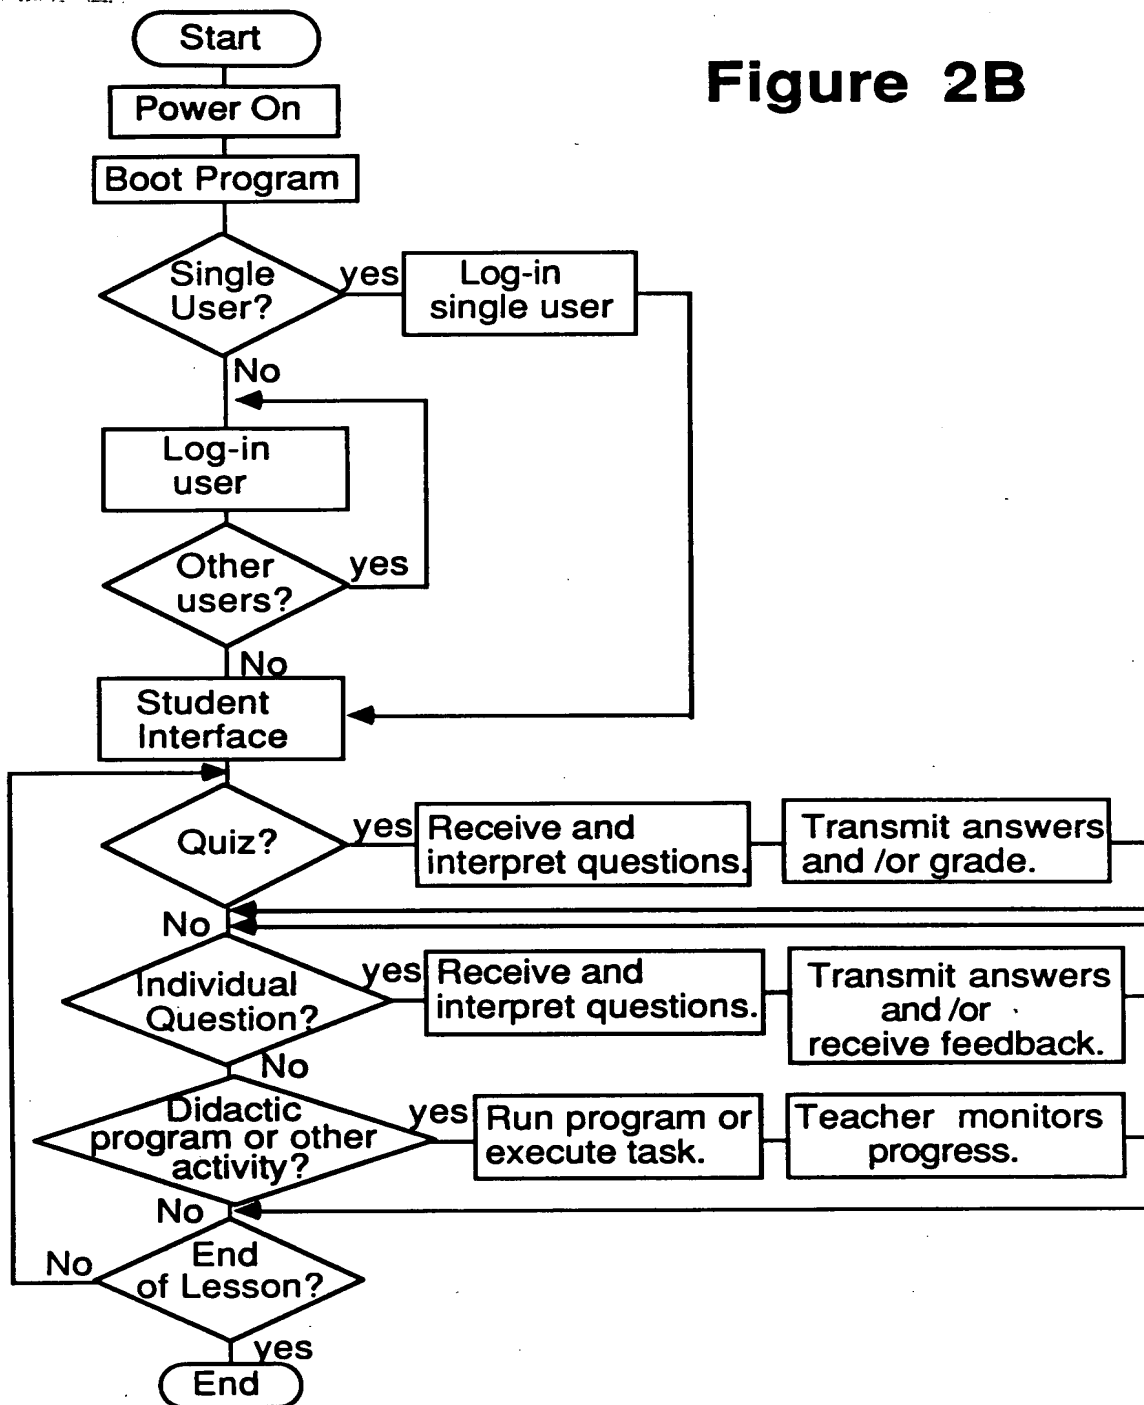 Figure 2B
Start
Power On
Boot Program
Single
User?
yes
Log-in
single user
No
Log-in
user
Other
users?
yes
No
Student
Interface
Quiz?
yes
Receive and
interpret questions.
Transmit answers
and /or grade.
No
Individual
Question?
yes
Receive and
interpret questions.
Transmit answers
and /or
receive feedback.
No
Didactic
program or other
activity?
yes
Run program or
execute task.
Teacher monitors
progress.
No
End
of Lesson?
No
yes
End